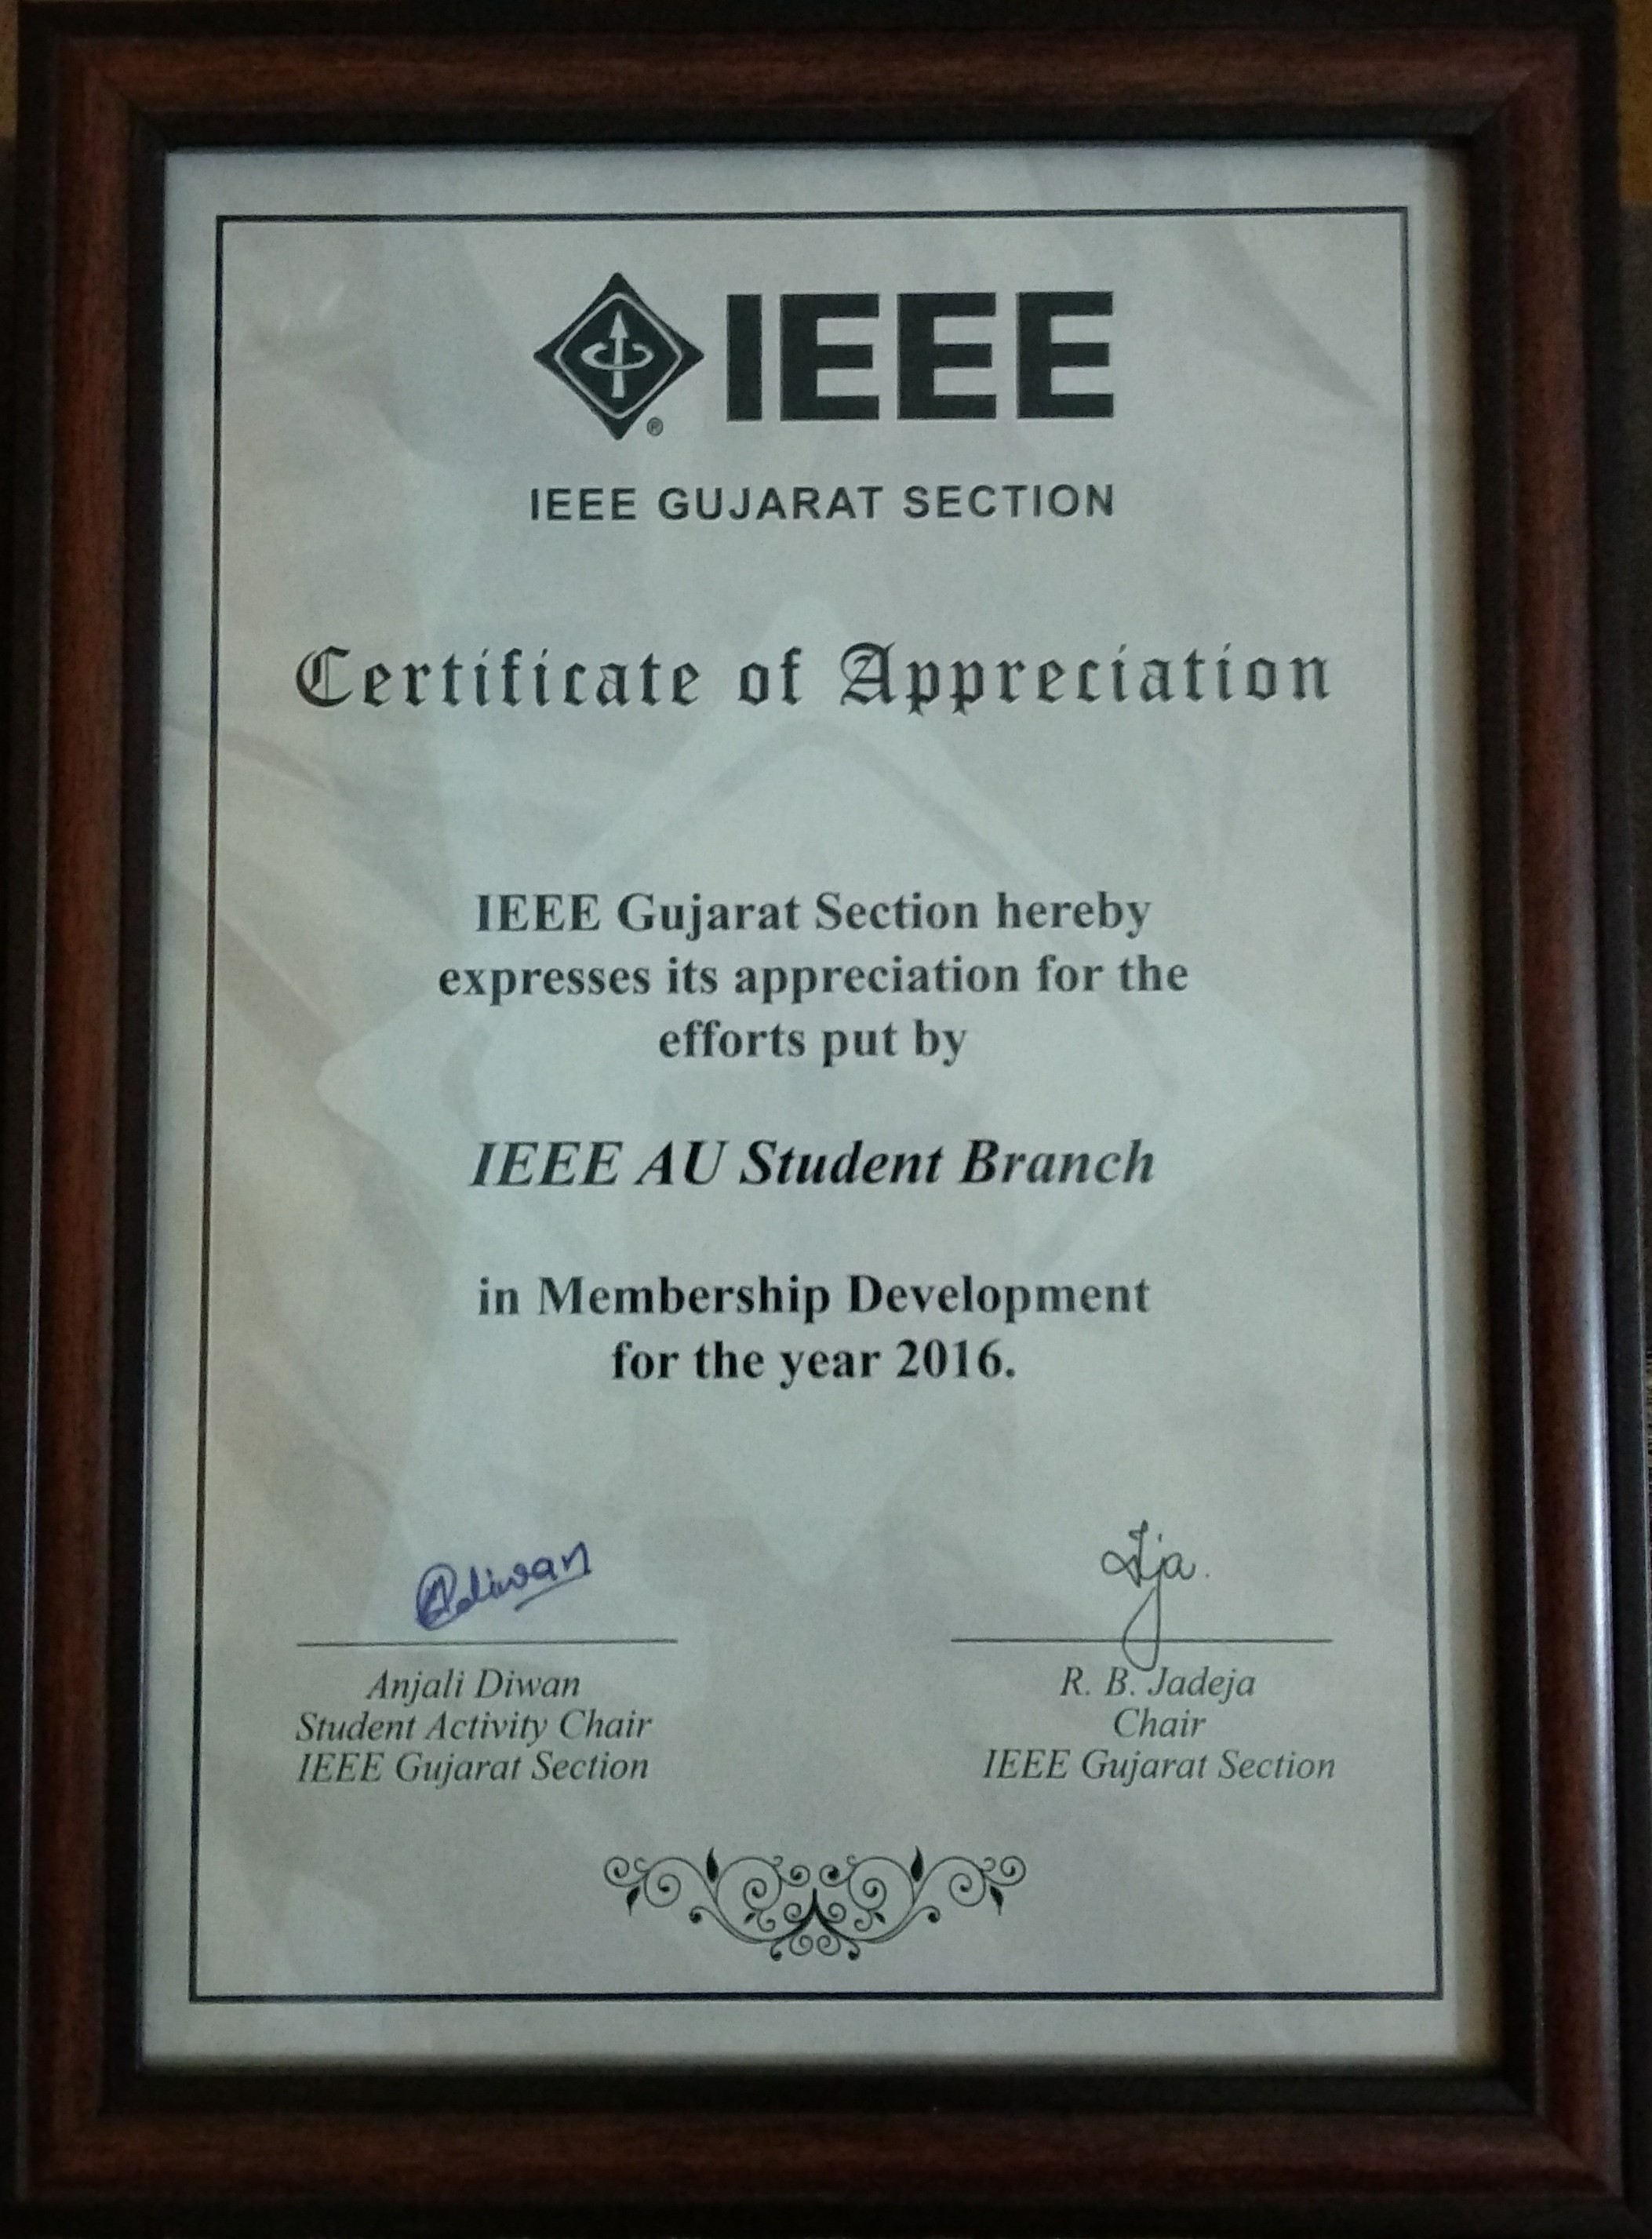 IEEE
IEEE GUJARAT SECTION
Certificate of Appreciation
IEEE Gujarat Section hereby
expresses its appreciation for the
efforts put by
IEEE AU Student Branch
in Membership Development
for the year 2016.
Adiwan
Anjali Diwan
Student Activity Chair
IEEE Gujarat Section
R. B. Jadeja
Chair
IEEE Gujarat Section